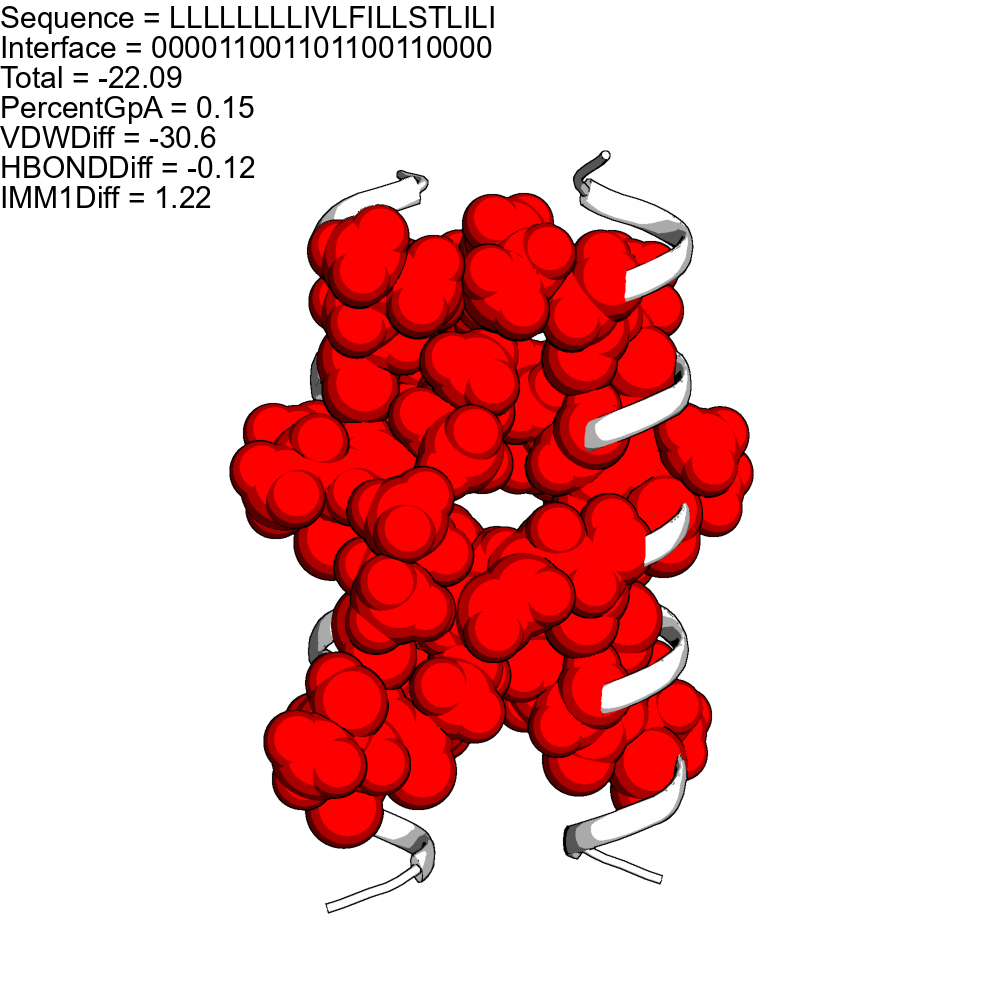 Sequence = LLLLLLLLIVLFILLSTLILI
Interface = 000011001101100110000
Total = -22.09
PercentGpA = 0.15
VDWDiff = -30.6
HBONDDiff = -0.12
IMM1Diff = 1.22